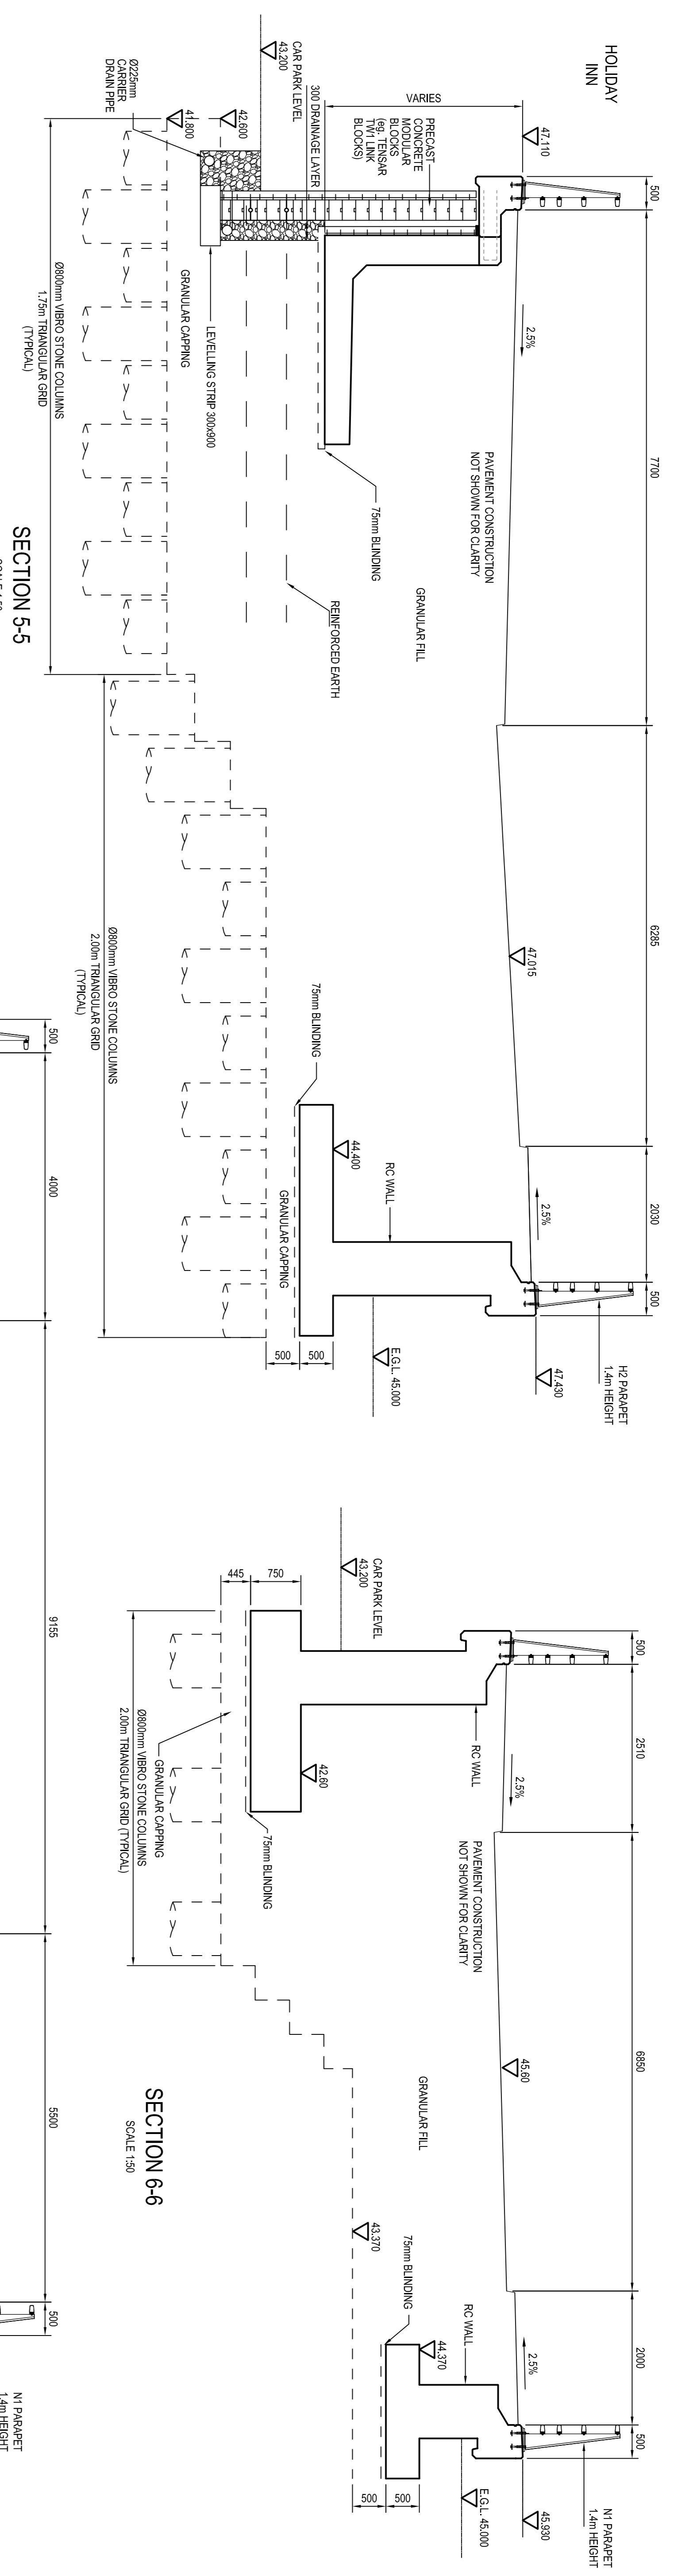 HOLIDAY
INN
500
7700
6285
2030
500
47.110
VARIES
2.5%
47.015
2.5%
H2 PARAPET
1.4m HEIGHT
47.430
PRECAST
CONCRETE
MODULAR
BLOCKS
(eg. TENSAR
TW1 LINK
BLOCKS)
PAVEMENT CONSTRUCTION
NOT SHOWN FOR CLARITY
GRANULAR FILL
300 DRAINAGE LAYER
CAR PARK LEVEL
43.200
75mm BLINDING
REINFORCED EARTH
RC WALL
44.400
E.G.L. 45.000
75mm BLINDING
GRANULAR CAPPING
500
500
42.600
41.800
Ø225mm
CARRIER
DRAIN PIPE
LEVELLING STRIP 300x900
GRANULAR CAPPING
Ø800mm VIBRO STONE COLUMNS
1.75m TRIANGULAR GRID
(TYPICAL)
Ø800mm VIBRO STONE COLUMNS
2.00m TRIANGULAR GRID
(TYPICAL)
SECTION 5-5
500
2510
6850
2000
500
2.5%
45.60
2.5%
N1 PARAPET
1.4m HEIGHT
45.930
RC WALL
PAVEMENT CONSTRUCTION
NOT SHOWN FOR CLARITY
GRANULAR FILL
CAR PARK LEVEL
43.200
42.60
750
445
75mm BLINDING
GRANULAR CAPPING
Ø800mm VIBRO STONE COLUMNS
2.00m TRIANGULAR GRID (TYPICAL)
43.370
75mm BLINDING
44.370
RC WALL
E.G.L. 45.000
500
500
SECTION 6-6
SCALE 1:50
500
4000
9155
5500
500
N1 PARAPET
1.4m HEIGHT